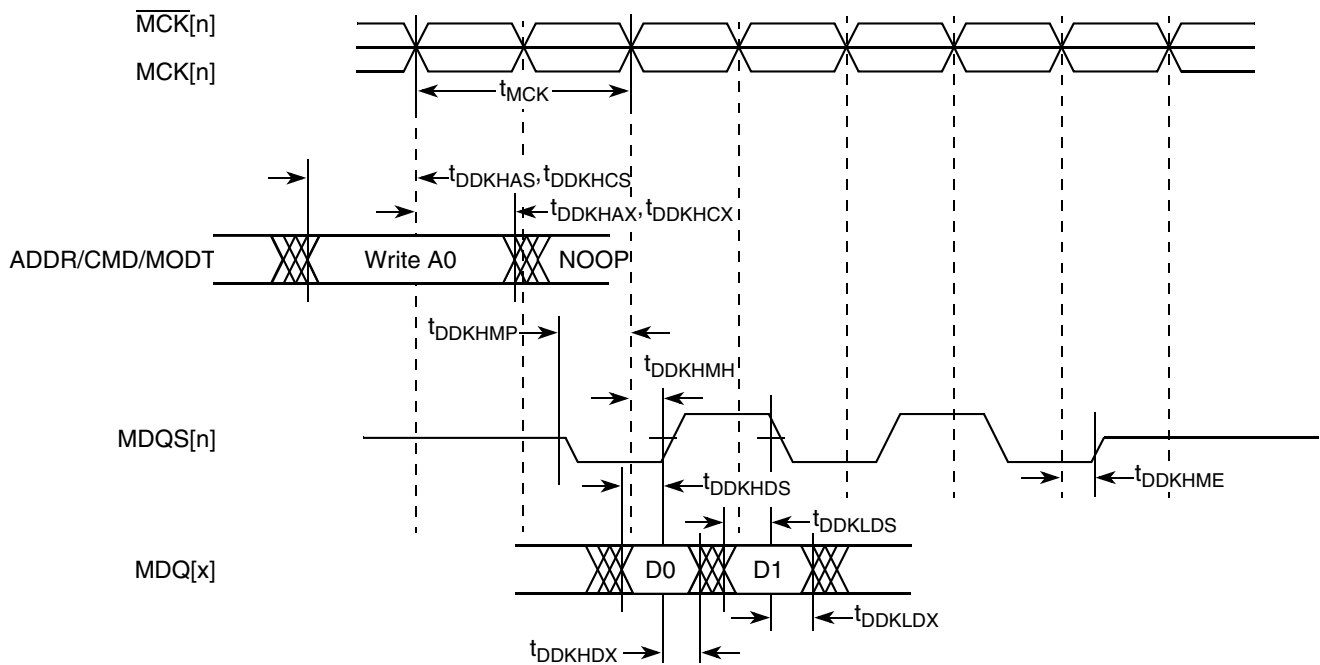 MCK[n]
MCK[n]
tMCK
tDDKHAS,tDDKHCS
tDDKHAX,tDDKHCX
ADDR/CMD/MODT Write A0 NOOP
tDDKHMP
tDDKHMH
MDQS[n]
tDDKHDS
tDDKHME
tDDKLDS
MDQ[x] D0 D1
tDDKLDX
tDDKHDX